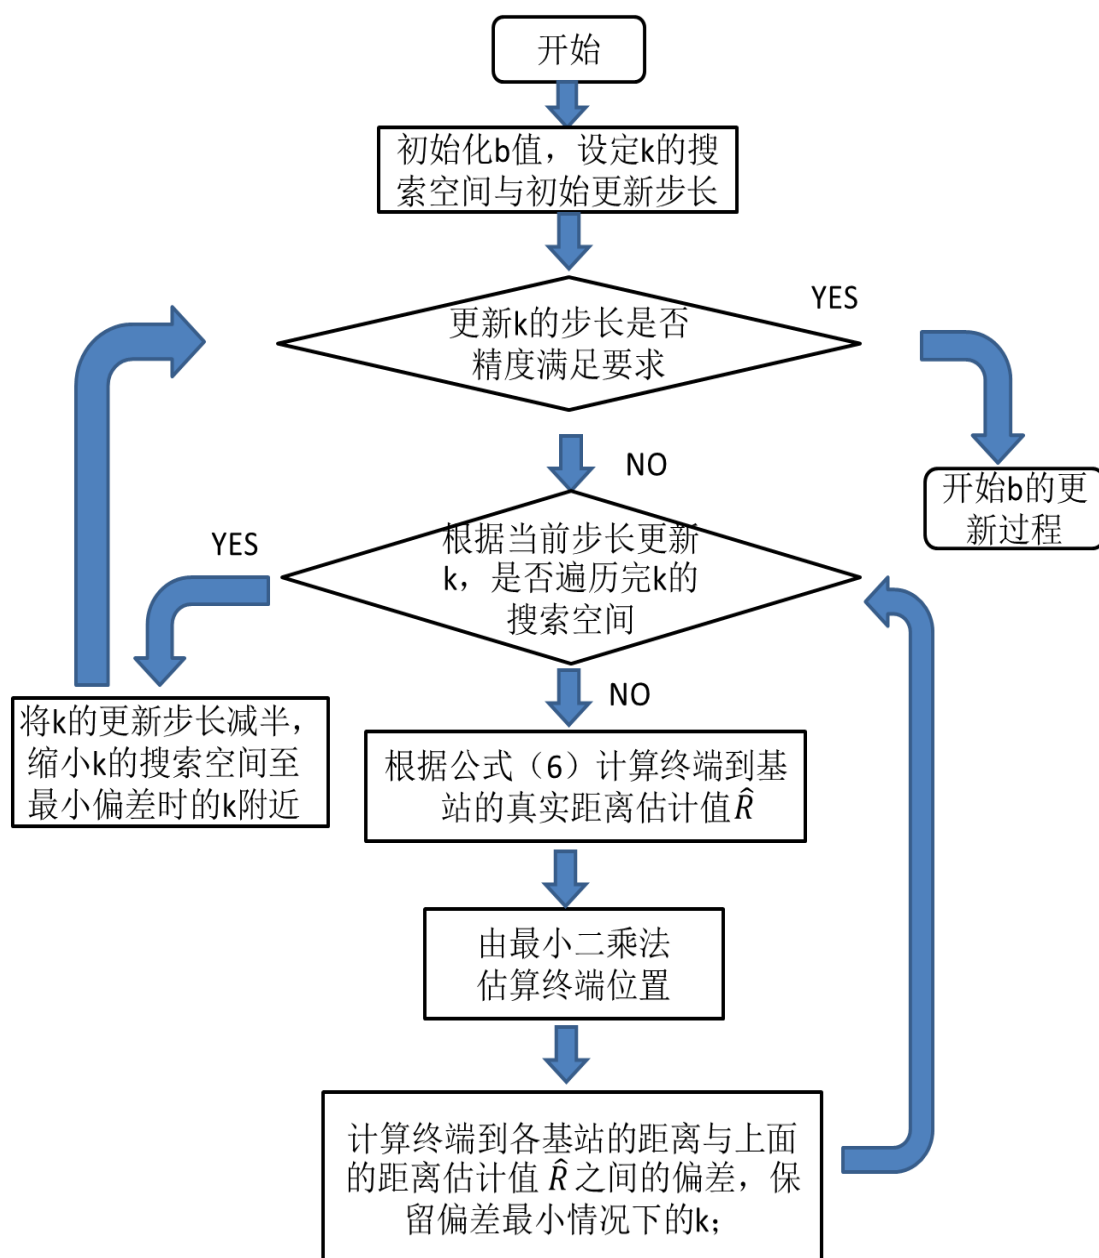 开始
初始化b值，设定k的搜
索空间与初始更新步长
更新k的步长是否
精度满足要求
YES
NO
开始b的更
新过程
根据当前步长更新
k，是否遍历完k的
搜索空间
YES
NO
将k的更新步长减半，
缩小k的搜索空间至
最小偏差时的k附近
根据公式（6）计算终端到基
站的真实距离估计值R̂
由最小二乘法
估算终端位置
计算终端到各基站的距离与上面
的距离估计值 R̂ 之间的偏差，保
留偏差最小情况下的k；